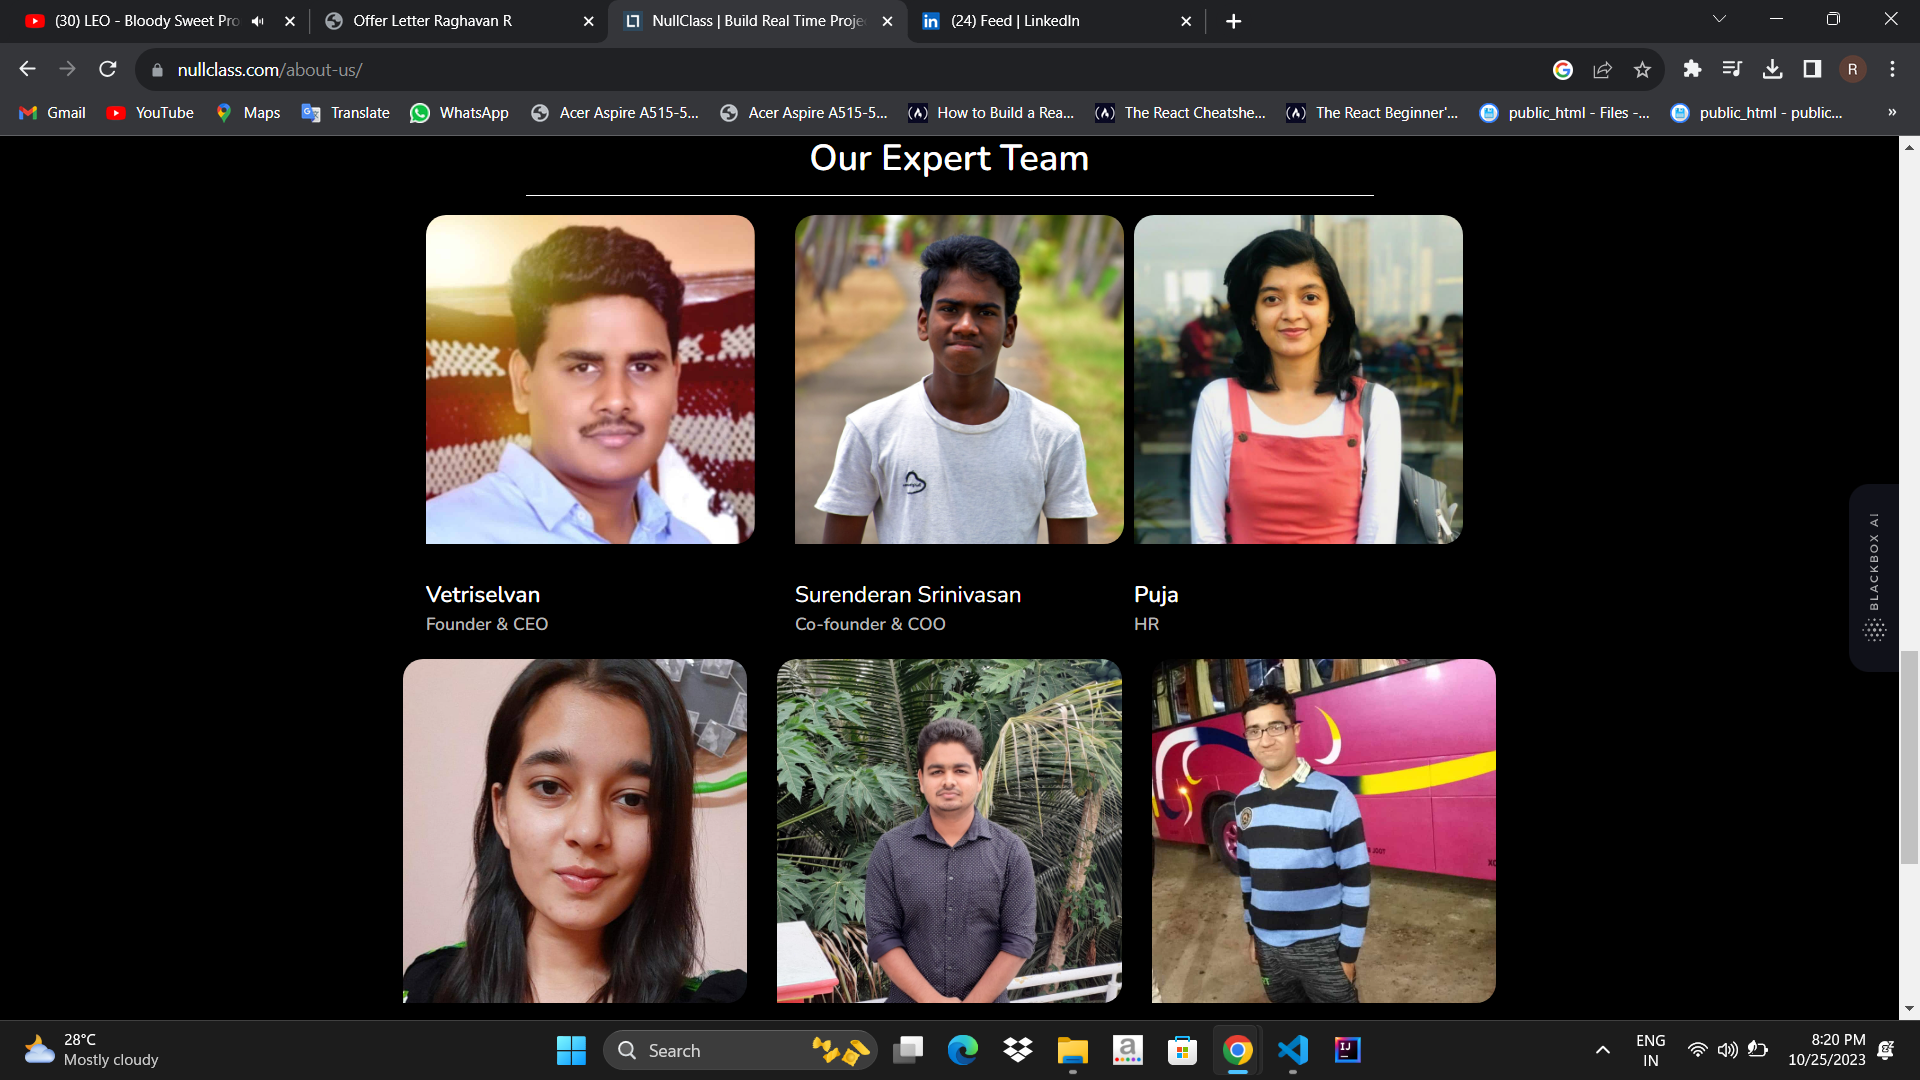 (30) LEO - Bloody Sweet Pro
Offer Letter Raghavan R
NullClass | Build Real Time Proje
(24) Feed | LinkedIn
nullclass.com/about-us/
R
Gmail
YouTube
Maps
Translate
WhatsApp
Acer Aspire A515-5...
Acer Aspire A515-5...
How to Build a Rea...
The React Cheatshe...
The React Beginner'...
public_html - Files -...
public_html - public...
»
Our Expert Team
Vetriselvan
Founder & CEO
Surenderan Srinivasan
Co-founder & COO
Puja
HR
BLACKBOX AI
28°C
Mostly cloudy
Search
ENG
IN
8:20 PM
10/25/2023